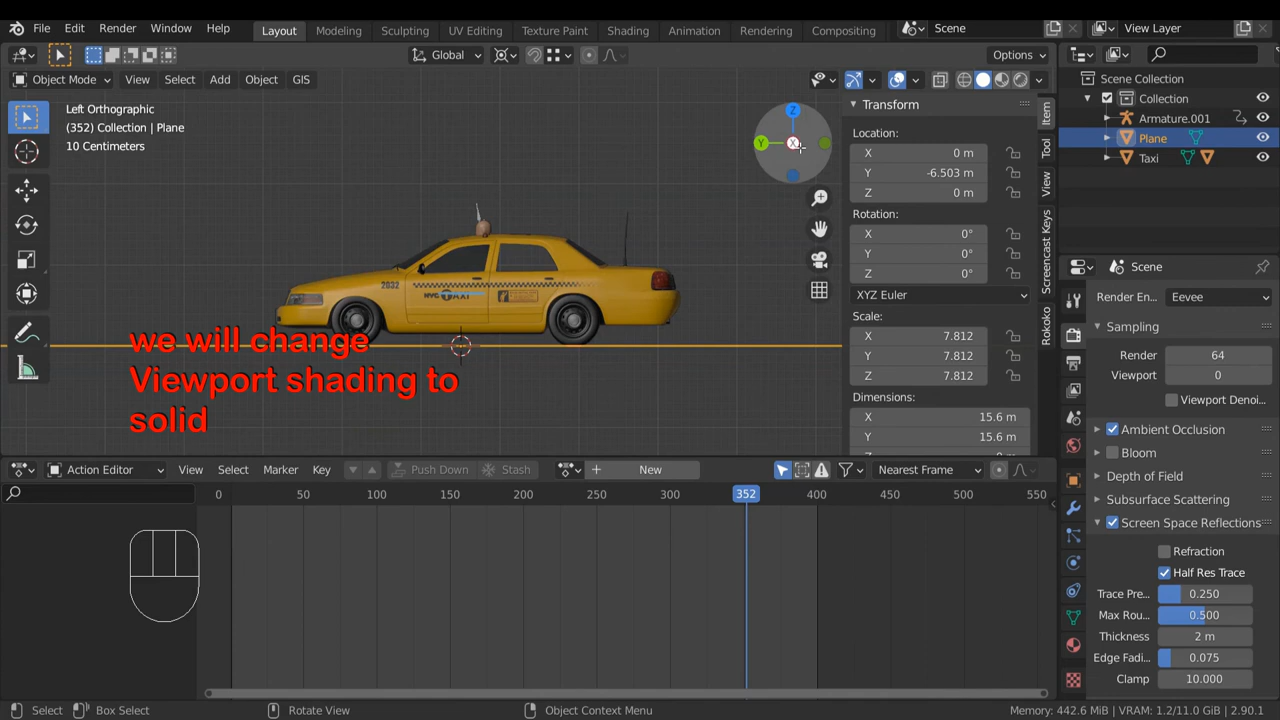 File Edit Render Window Help Layout Modeling Sculpting UV Editing Texture Paint Shading Animation Rendering Compositing Scene View Layer
Global Options
Object Mode View Select Add Object GIS
Left Orthographic
(352) Collection | Plane
10 Centimeters
X
Y
Z
Transform
Location:
X 0 m
Y -6.503 m
Z 0 m
Rotation:
X 0°
Y 0°
Z 0°
XYZ Euler
Scale:
X 7.812
Y 7.812
Z 7.812
Dimensions:
X 15.6 m
Y 15.6 m
Item
Tool
View
Screencast Keys
Rokoko
Scene Collection
Collection
Armature.001
Plane
Taxi
Scene
Render En... Eevee
Sampling
Render 64
Viewport 0
Viewport Denoi...
Ambient Occlusion
Bloom
Depth of Field
Subsurface Scattering
Screen Space Reflections
Refraction
Half Res Trace
Trace Pre... 0.250
Max Rou... 0.500
Thickness 2 m
Edge Fadi... 0.075
Clamp 10.000
2032
NYC TAXI
we will change
Viewport shading to
solid
Action Editor View Select Marker Key Push Down Stash New Nearest Frame
0 50 100 150 200 250 300 352 400 450 500 550
Select Box Select Rotate View Object Context Menu Memory: 442.6 MiB | VRAM: 1.2/11.0 GiB | 2.90.1